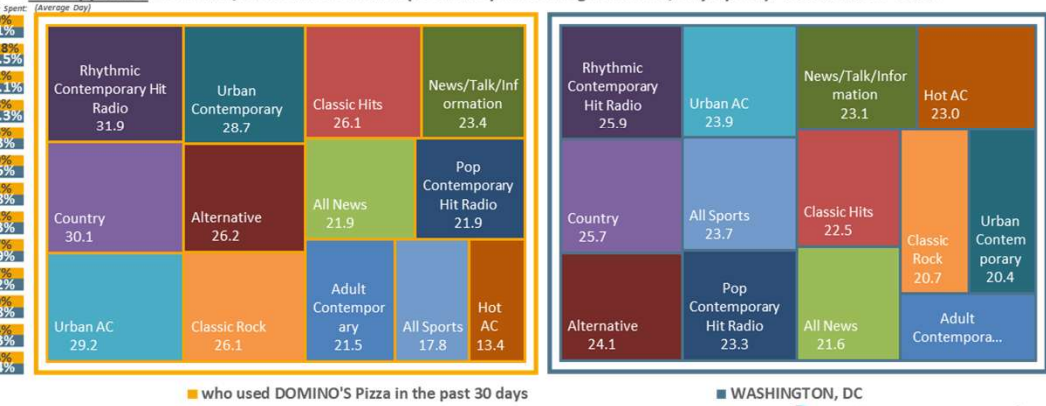 Spent: (Average Day)
Rhythmic
Contemporary Hit
Radio
31.9
Urban
Contemporary
28.7
Classic Hits
26.1
News/Talk/Inf
ormation
23.4
Country
30.1
Alternative
26.2
All News
21.9
Pop
Contemporary
Hit Radio
21.9
Urban AC
29.2
Classic Rock
26.1
Adult
Contempor
ary
21.5
All Sports
17.8
Hot
AC
13.4
who used DOMINO'S Pizza in the past 30 days
Rhythmic
Contemporary
Hit Radio
25.9
Urban AC
23.9
News/Talk/Infor
mation
23.1
Hot AC
23.0
Country
25.7
All Sports
23.7
Classic Hits
22.5
Classic
Rock
20.7
Urban
Contem
porary
20.4
Alternative
24.1
Pop
Contemporary
Hit Radio
23.3
All News
21.6
Adult
Contempora...
WASHINGTON, DC